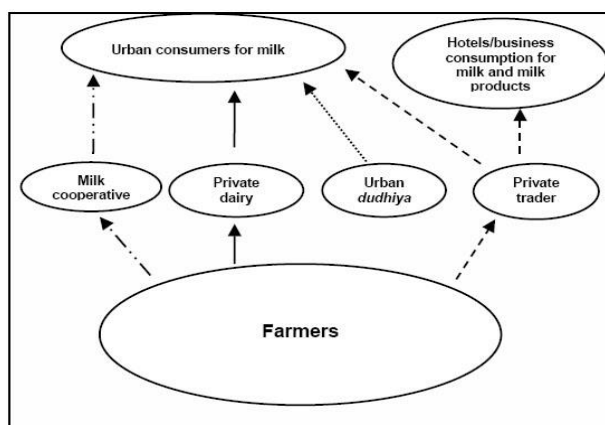 Urban consumers for milk
Hotels/business
consumption for
milk and milk
products
Milk
cooperative
Private
dairy
Urban
dudhiya
Private
trader
Farmers